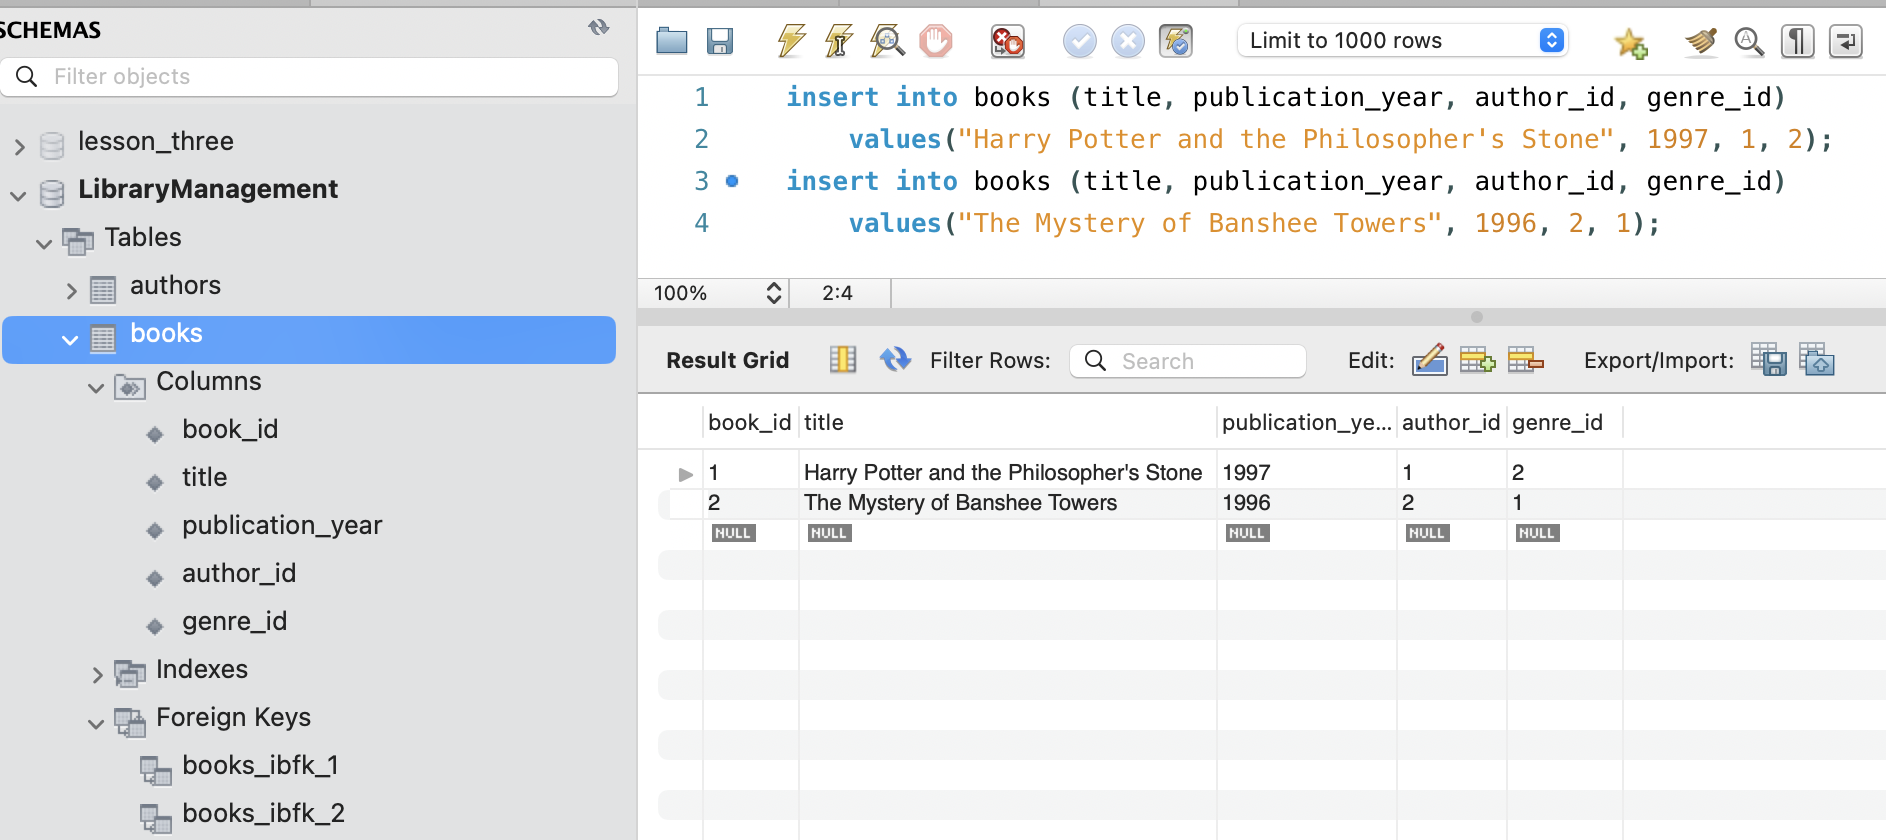 SCHEMAS
Filter objects
lesson_three
LibraryManagement
Tables
authors
books
Columns
book_id
title
publication_year
author_id
genre_id
Indexes
Foreign Keys
books_ibfk_1
books_ibfk_2
Limit to 1000 rows
1 insert into books (title, publication_year, author_id, genre_id)
2 values("Harry Potter and the Philosopher's Stone", 1997, 1, 2);
3 insert into books (title, publication_year, author_id, genre_id)
4 values("The Mystery of Banshee Towers", 1996, 2, 1);
100% 2:4
Result Grid Filter Rows: Search Edit: Export/Import:
book_id title publication_ye... author_id genre_id
1 Harry Potter and the Philosopher's Stone 1997 1 2
2 The Mystery of Banshee Towers 1996 2 1
NULL NULL NULL NULL NULL